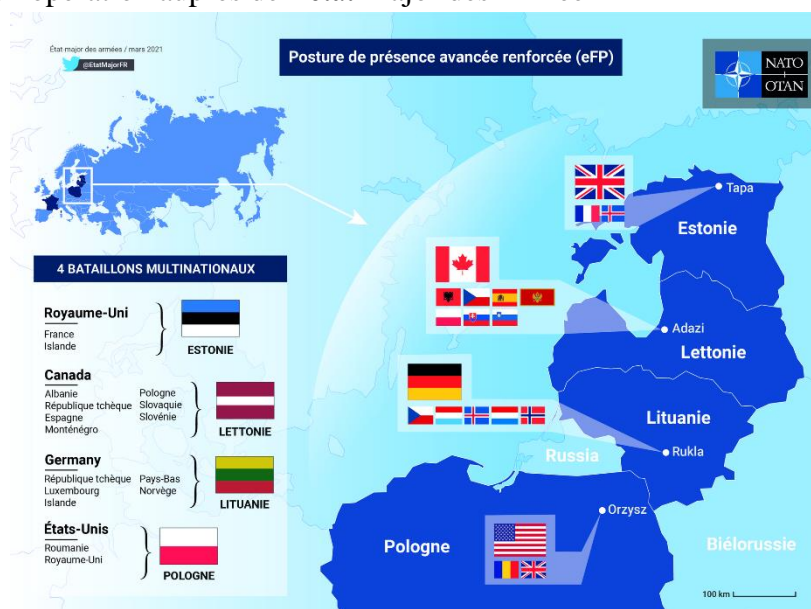 État major des armées / mars 2021
@EtatMajorFR
Posture de présence avancée renforcée (eFP)
NATO
OTAN
4 BATAILLONS MULTINATIONAUX
Royaume-Uni
France
Islande
ESTONIE
Canada
Albanie
République tchèque
Espagne
Monténégro
Pologne
Slovaquie
Slovénie
LETTONIE
Germany
République tchèque
Luxembourg
Islande
Pays-Bas
Norvège
LITUANIE
États-Unis
Roumanie
Royaume-Uni
POLOGNE
Tapa
Estonie
Adazi
Lettonie
Lituanie
Rukla
Russia
Orzysz
Pologne
Biélorussie
100 km